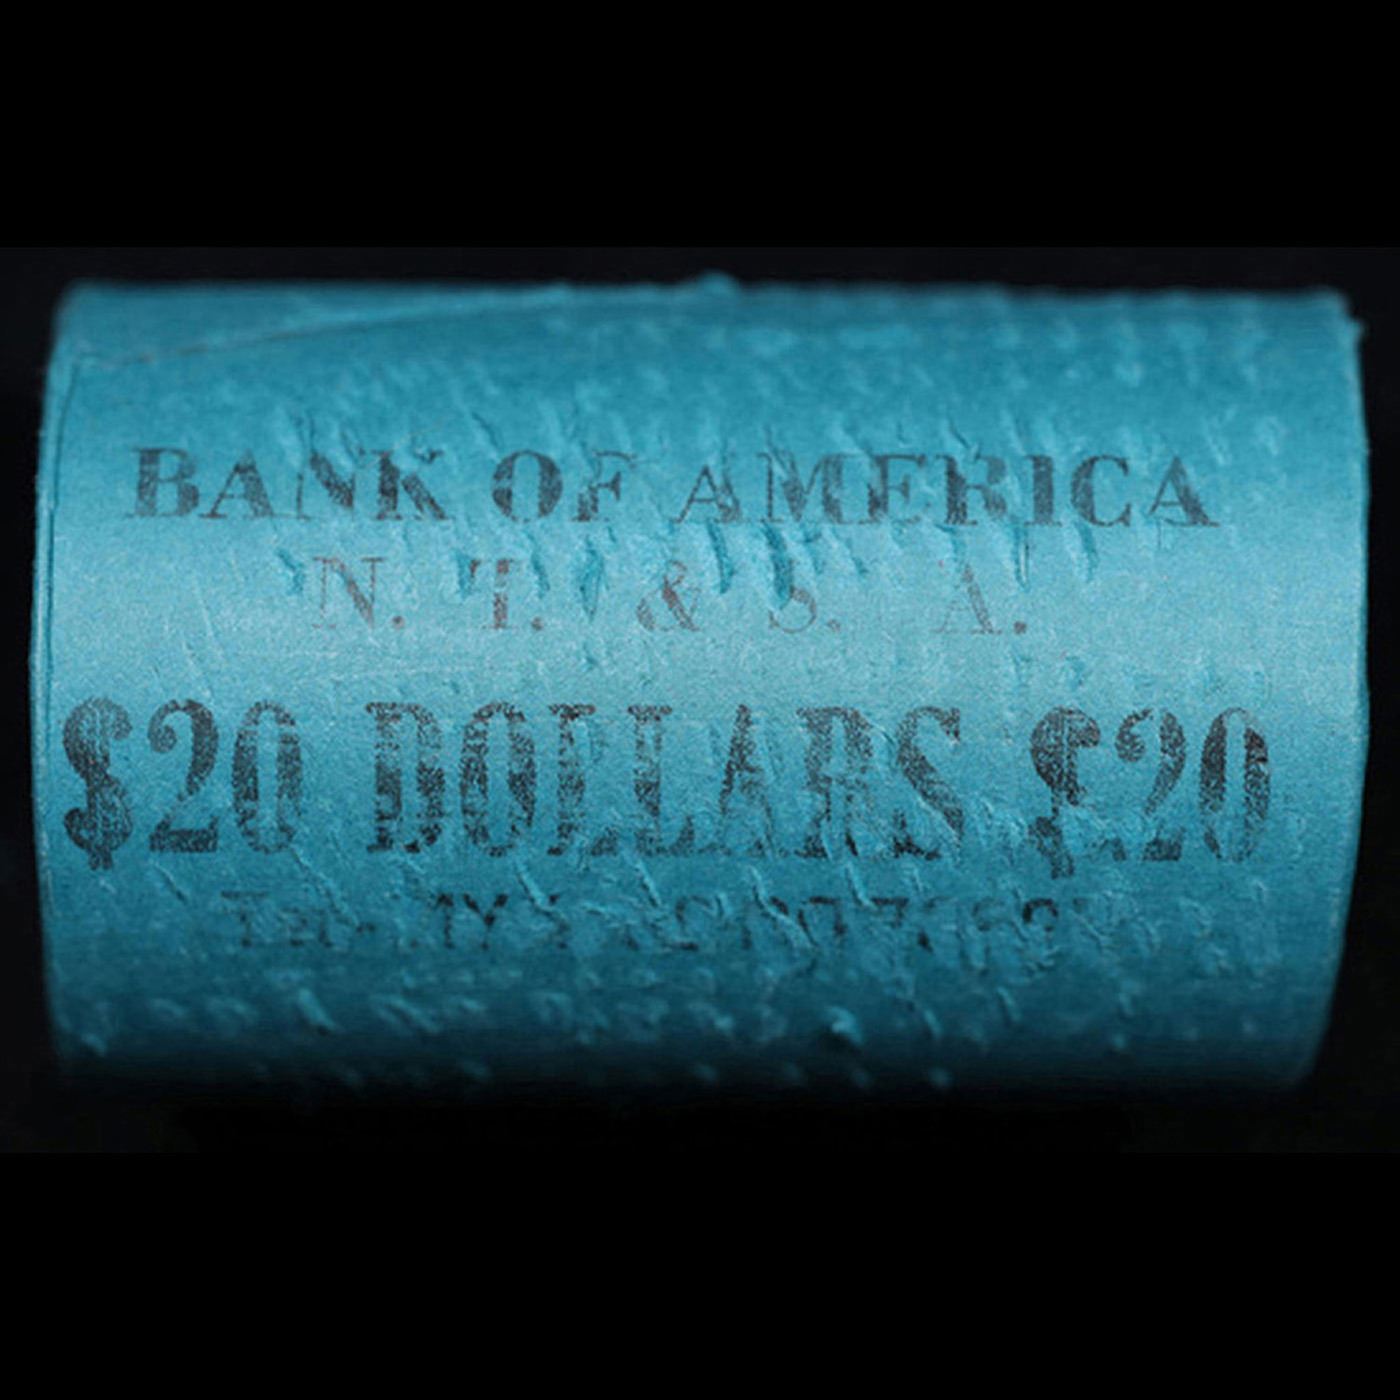 BANK OF AMERICA
N. T. & S. A.
$20 DOLLARS $20